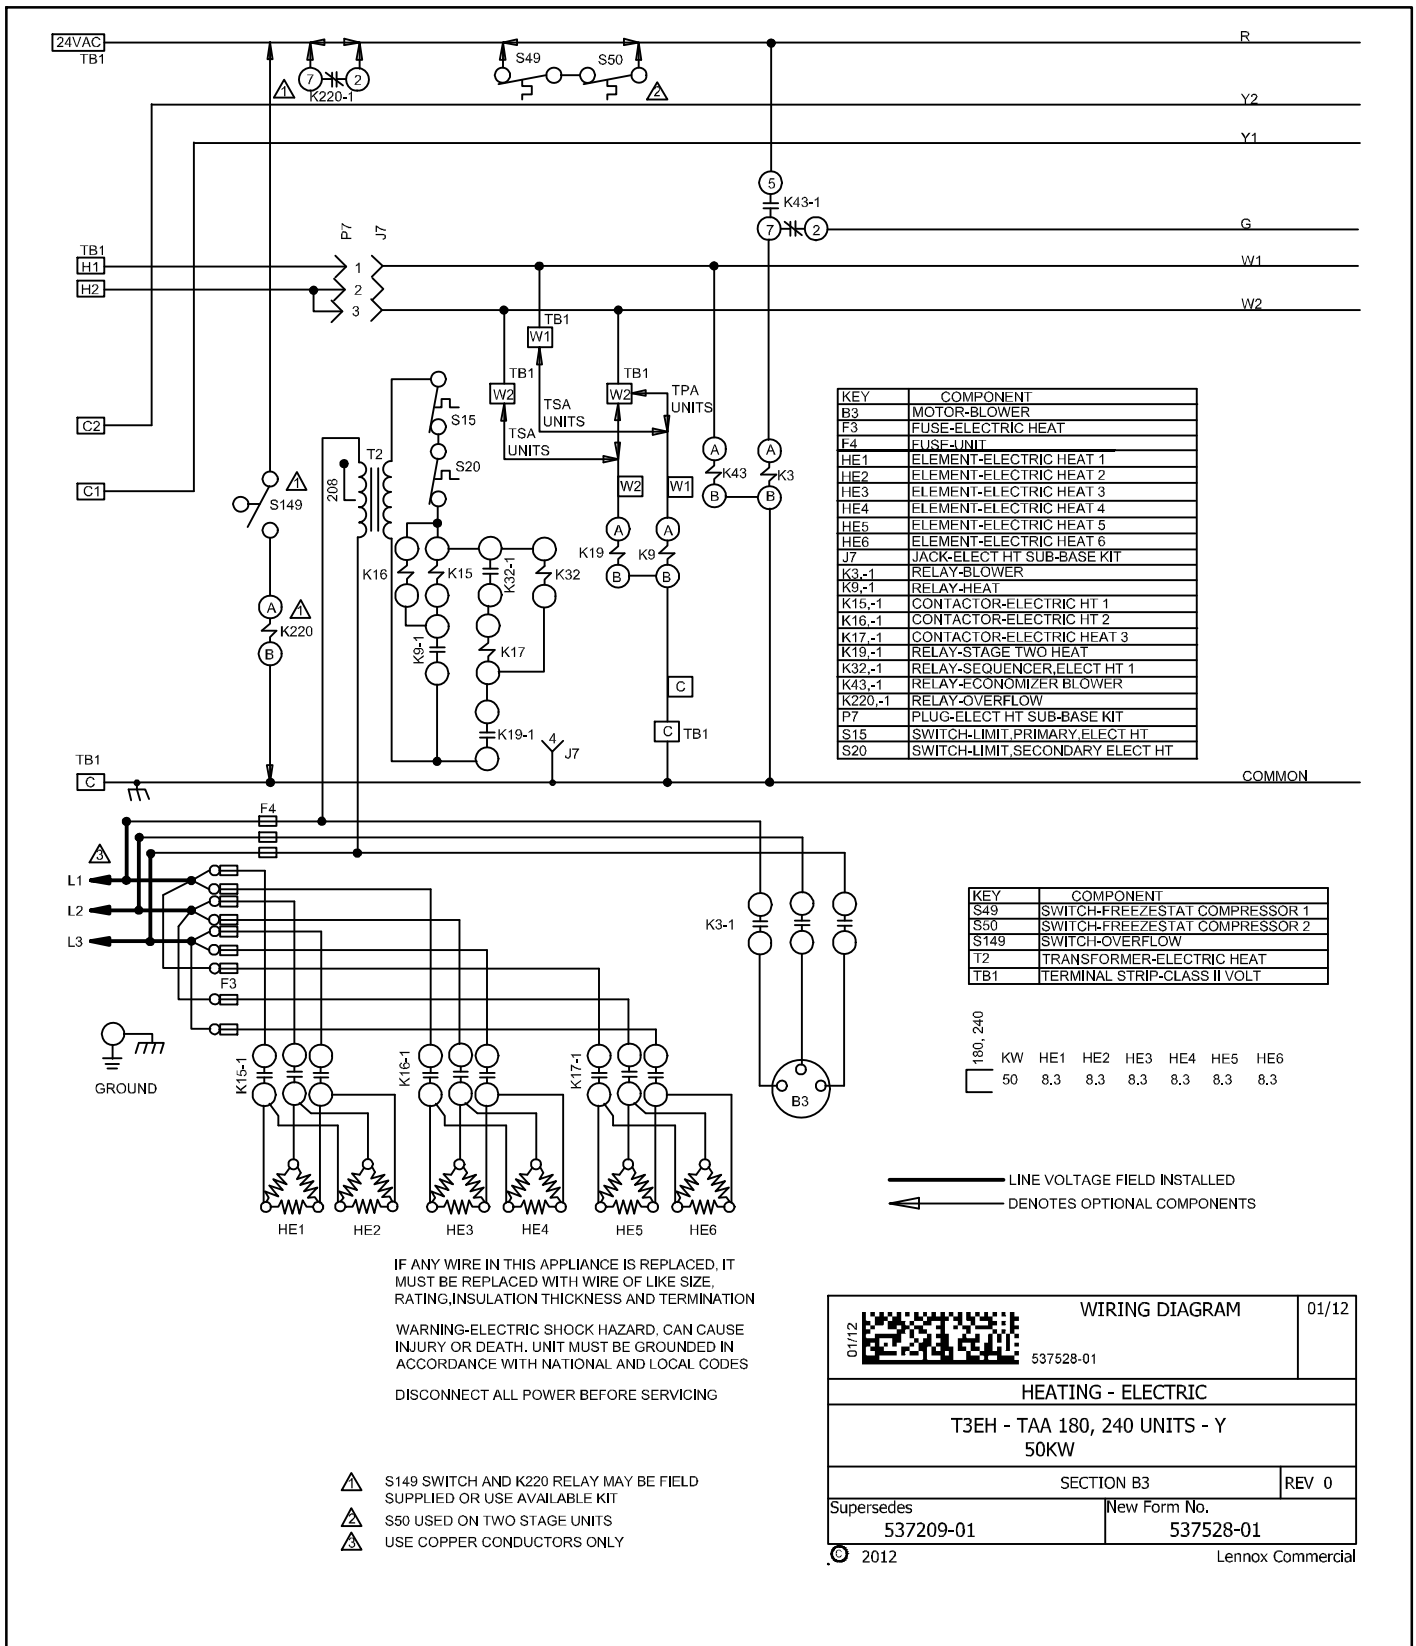 24VAC
TB1
R
S49
S50
7
2
K220-1
1
2
Y2
Y1
5
K43-1
7
2
G
P7
J7
TB1
H1
1
W1
H2
2
3
W2
TB1
W1
TB1
W2
TB1
W2
TPA
UNITS
TSA
UNITS
TSA
UNITS
S15
C2
T2
S20
208
C1
1
S149
W2
W1
A
A
K43
K3
B
B
A
A
K19
K9
B
B
K16
K15
K32-1
K32
A
1
K220
B
K9-1
K17
C
K19-1
C
TB1
4
J7
TB1
C
COMMON
KEY COMPONENT
B3 MOTOR-BLOWER
F3 FUSE-ELECTRIC HEAT
F4 FUSE-UNIT
HE1 ELEMENT-ELECTRIC HEAT 1
HE2 ELEMENT-ELECTRIC HEAT 2
HE3 ELEMENT-ELECTRIC HEAT 3
HE4 ELEMENT-ELECTRIC HEAT 4
HE5 ELEMENT-ELECTRIC HEAT 5
HE6 ELEMENT-ELECTRIC HEAT 6
J7 JACK-ELECT HT SUB-BASE KIT
K3,-1 RELAY-BLOWER
K9,-1 RELAY-HEAT
K15,-1 CONTACTOR-ELECTRIC HT 1
K16,-1 CONTACTOR-ELECTRIC HT 2
K17,-1 CONTACTOR-ELECTRIC HEAT 3
K19,-1 RELAY-STAGE TWO HEAT
K32,-1 RELAY-SEQUENCER,ELECT HT 1
K43,-1 RELAY-ECONOMIZER BLOWER
K220,-1 RELAY-OVERFLOW
P7 PLUG-ELECT HT SUB-BASE KIT
S15 SWITCH-LIMIT,PRIMARY,ELECT HT
S20 SWITCH-LIMIT,SECONDARY ELECT HT
F4
3
L1
L2
L3
F3
K3-1
B3
GROUND
K15-1
K16-1
K17-1
HE1
HE2
HE3
HE4
HE5
HE6
KEY COMPONENT
S49 SWITCH-FREEZESTAT COMPRESSOR 1
S50 SWITCH-FREEZESTAT COMPRESSOR 2
S149 SWITCH-OVERFLOW
T2 TRANSFORMER-ELECTRIC HEAT
TB1 TERMINAL STRIP-CLASS II VOLT
180, 240
KW HE1 HE2 HE3 HE4 HE5 HE6
50 8.3 8.3 8.3 8.3 8.3 8.3
LINE VOLTAGE FIELD INSTALLED
DENOTES OPTIONAL COMPONENTS
IF ANY WIRE IN THIS APPLIANCE IS REPLACED, IT
MUST BE REPLACED WITH WIRE OF LIKE SIZE,
RATING,INSULATION THICKNESS AND TERMINATION
WARNING-ELECTRIC SHOCK HAZARD, CAN CAUSE
INJURY OR DEATH. UNIT MUST BE GROUNDED IN
ACCORDANCE WITH NATIONAL AND LOCAL CODES
DISCONNECT ALL POWER BEFORE SERVICING
1 S149 SWITCH AND K220 RELAY MAY BE FIELD
SUPPLIED OR USE AVAILABLE KIT
2 S50 USED ON TWO STAGE UNITS
3 USE COPPER CONDUCTORS ONLY
01/12
WIRING DIAGRAM
01/12
537528-01
HEATING - ELECTRIC
T3EH - TAA 180, 240 UNITS - Y
50KW
SECTION B3
REV 0
Supersedes
537209-01
New Form No.
537528-01
© 2012
Lennox Commercial